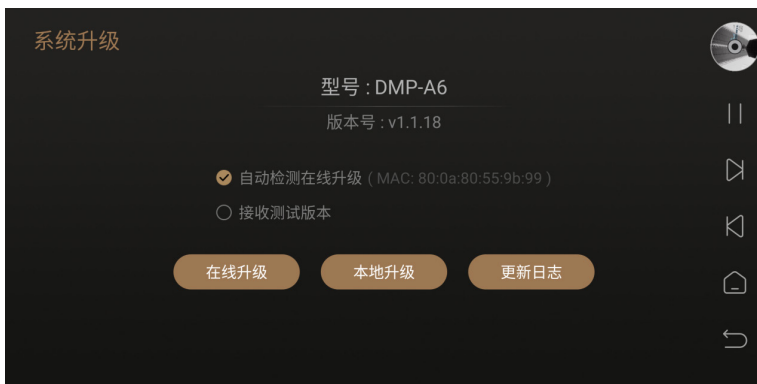 系统升级
型号 : DMP-A6
版本号 : v1.1.18
自动检测在线升级 ( MAC: 80:0a:80:55:9b:99 )
接收测试版本
在线升级 本地升级 更新日志